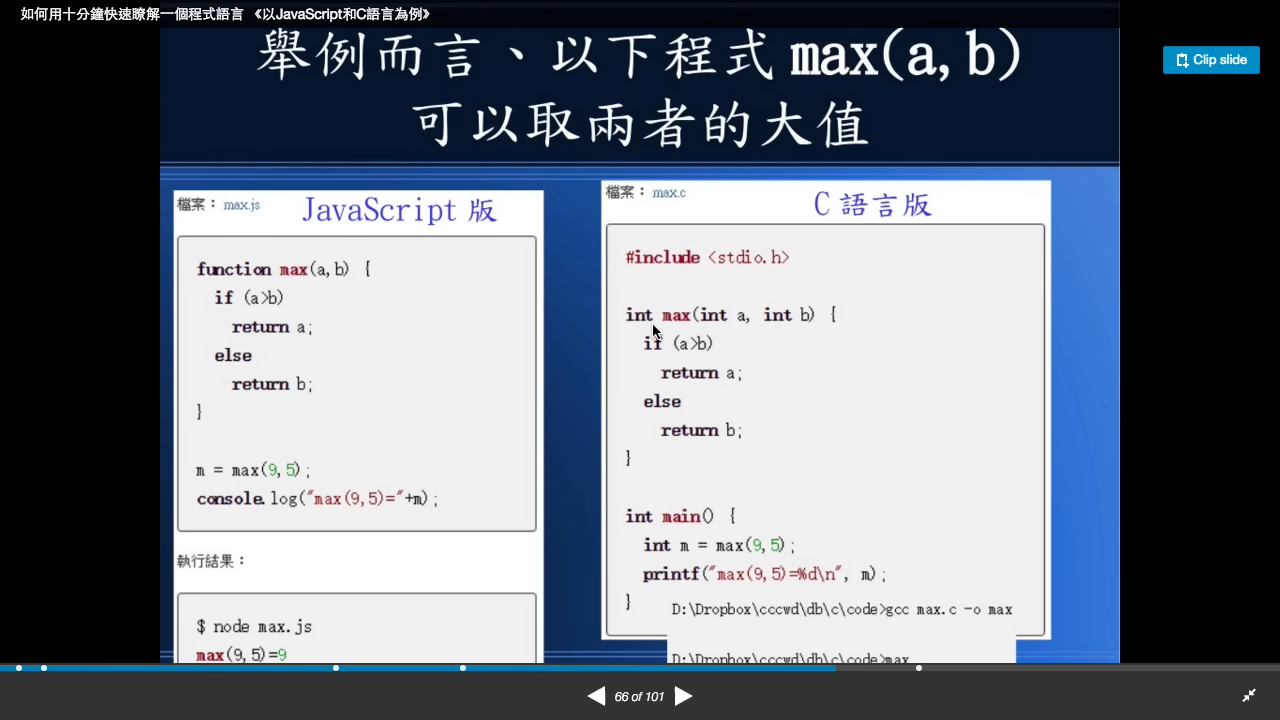 如何用十分鐘快速瞭解一個程式語言 《以JavaScript和C語言為例》
Clip slide
舉例而言、以下程式 max(a,b)
可以取兩者的大值
檔案： max.js
JavaScript 版
function max(a,b) {
if (a>b)
return a;
else
return b;
}
m = max(9,5);
console.log("max(9,5)="+m);
執行結果：
$ node max.js
max(9,5)=9
檔案： max.c
C 語言版
#include <stdio.h>
int max(int a, int b) {
if (a>b)
return a;
else
return b;
}
int main() {
int m = max(9,5);
printf("max(9,5)=%d\n", m);
}
D:\Dropbox\cccwd\db\c\code>gcc max.c -o max
D:\Dropbox\cccwd\db\c\code>max
66 of 101